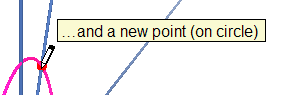 …and a new point (on circle)